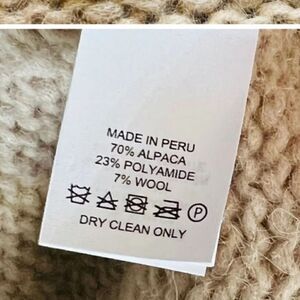 MADE IN PERU
70% ALPACA
23% POLYAMIDE
7% WOOL
P
DRY CLEAN ONLY